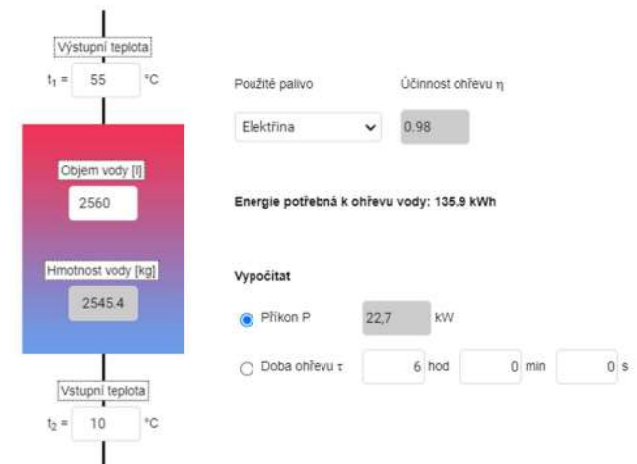 Výstupní teplota
t₁ = 55 °C
Použité palivo
Účinnost ohřevu η
Elektřina
0.98
Objem vody [l]
2560
Energie potřebná k ohřevu vody: 135.9 kWh
Hmotnost vody [kg]
2545.4
Vypočítat
Příkon P 22,7 kW
Doba ohřevu τ 6 hod 0 min 0 s
Vstupní teplota
t₂ = 10 °C